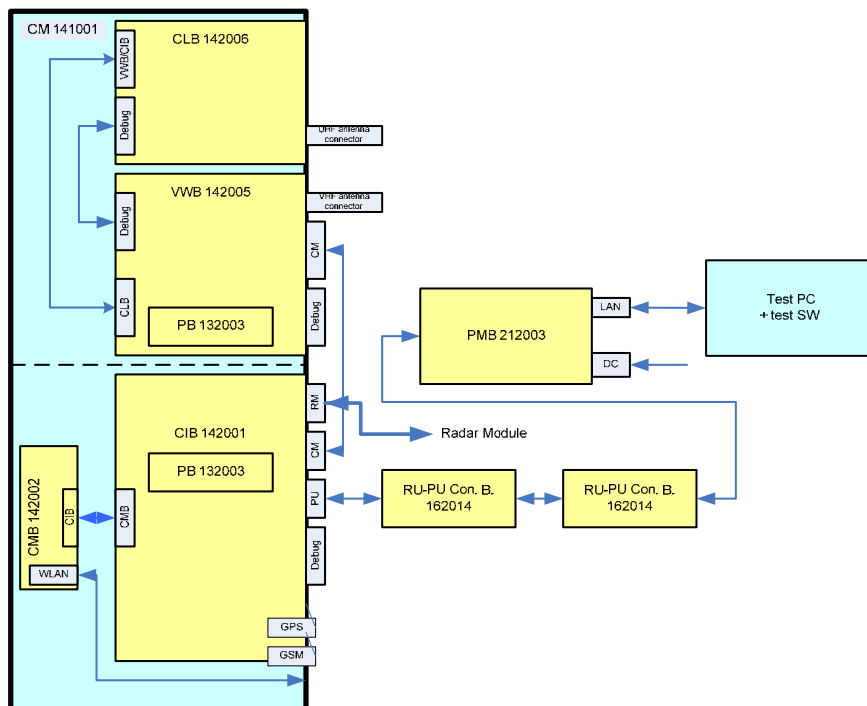 CM 141001
CLB 142006
VWB/CIB
Debug
UHF antenna
connector
VWB 142005
VHF antenna
connector
Debug
CM
CLB
Debug
PB 132003
PMB 212003
LAN
DC
Test PC
+ test SW
CIB 142001
RM
Radar Module
CM
PB 132003
PU
RU-PU Con. B.
162014
RU-PU Con. B.
162014
CMB 142002
CIB
CMB
Debug
WLAN
GPS
GSM